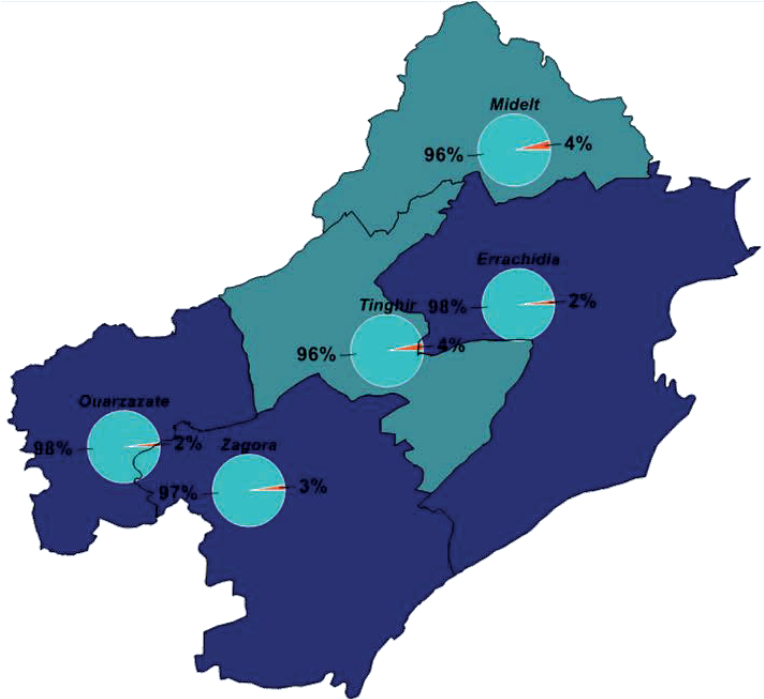 Midelt
96%
4%
Errachidia
98%
2%
Tinghir
96%
4%
Ouarzazate
98%
2%
Zagora
97%
3%